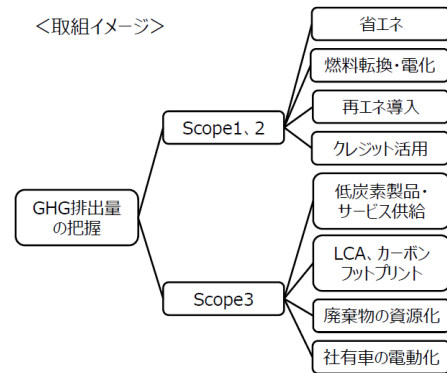 ＜取組イメージ＞
省エネ
燃料転換・電化
再エネ導入
クレジット活用
Scope1、2
GHG排出量
の把握
Scope3
低炭素製品・
サービス供給
LCA、カーボン
フットプリント
廃棄物の資源化
社有車の電動化